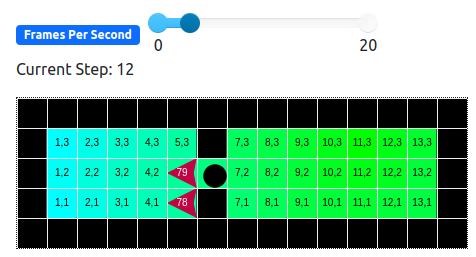 Frames Per Second
0 20
Current Step: 12
1,3 2,3 3,3 4,3 5,3 7,3 8,3 9,3 10,3 11,3 12,3 13,3
1,2 2,2 3,2 4,2 79 7,2 8,2 9,2 10,2 11,2 12,2 13,2
1,1 2,1 3,1 4,1 78 7,1 8,1 9,1 10,1 11,1 12,1 13,1